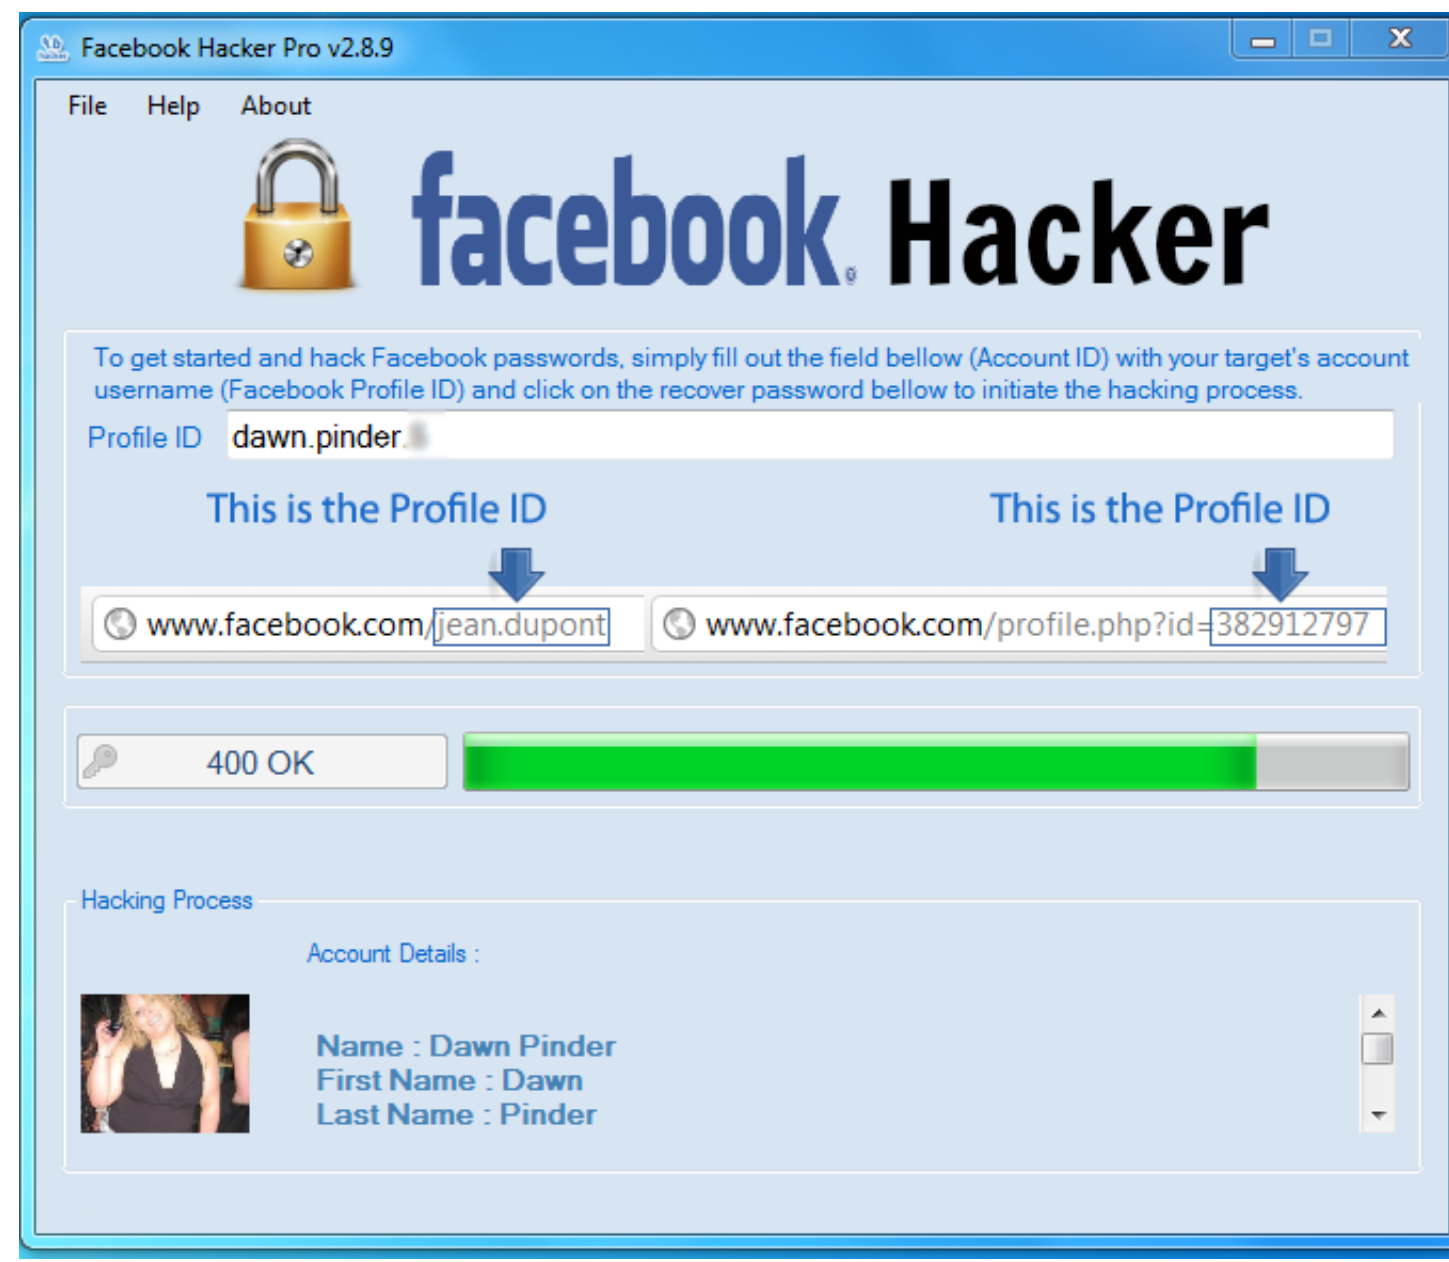 Facebook Hacker Pro v2.8.9
File Help About
facebook® Hacker
To get started and hack Facebook passwords, simply fill out the field bellow (Account ID) with your target's account
username (Facebook Profile ID) and click on the recover password bellow to initiate the hacking process.
Profile ID dawn.pinder.
This is the Profile ID This is the Profile ID
www.facebook.com/jean.dupont www.facebook.com/profile.php?id=382912797
400 OK
Hacking Process
Account Details :
Name : Dawn Pinder
First Name : Dawn
Last Name : Pinder